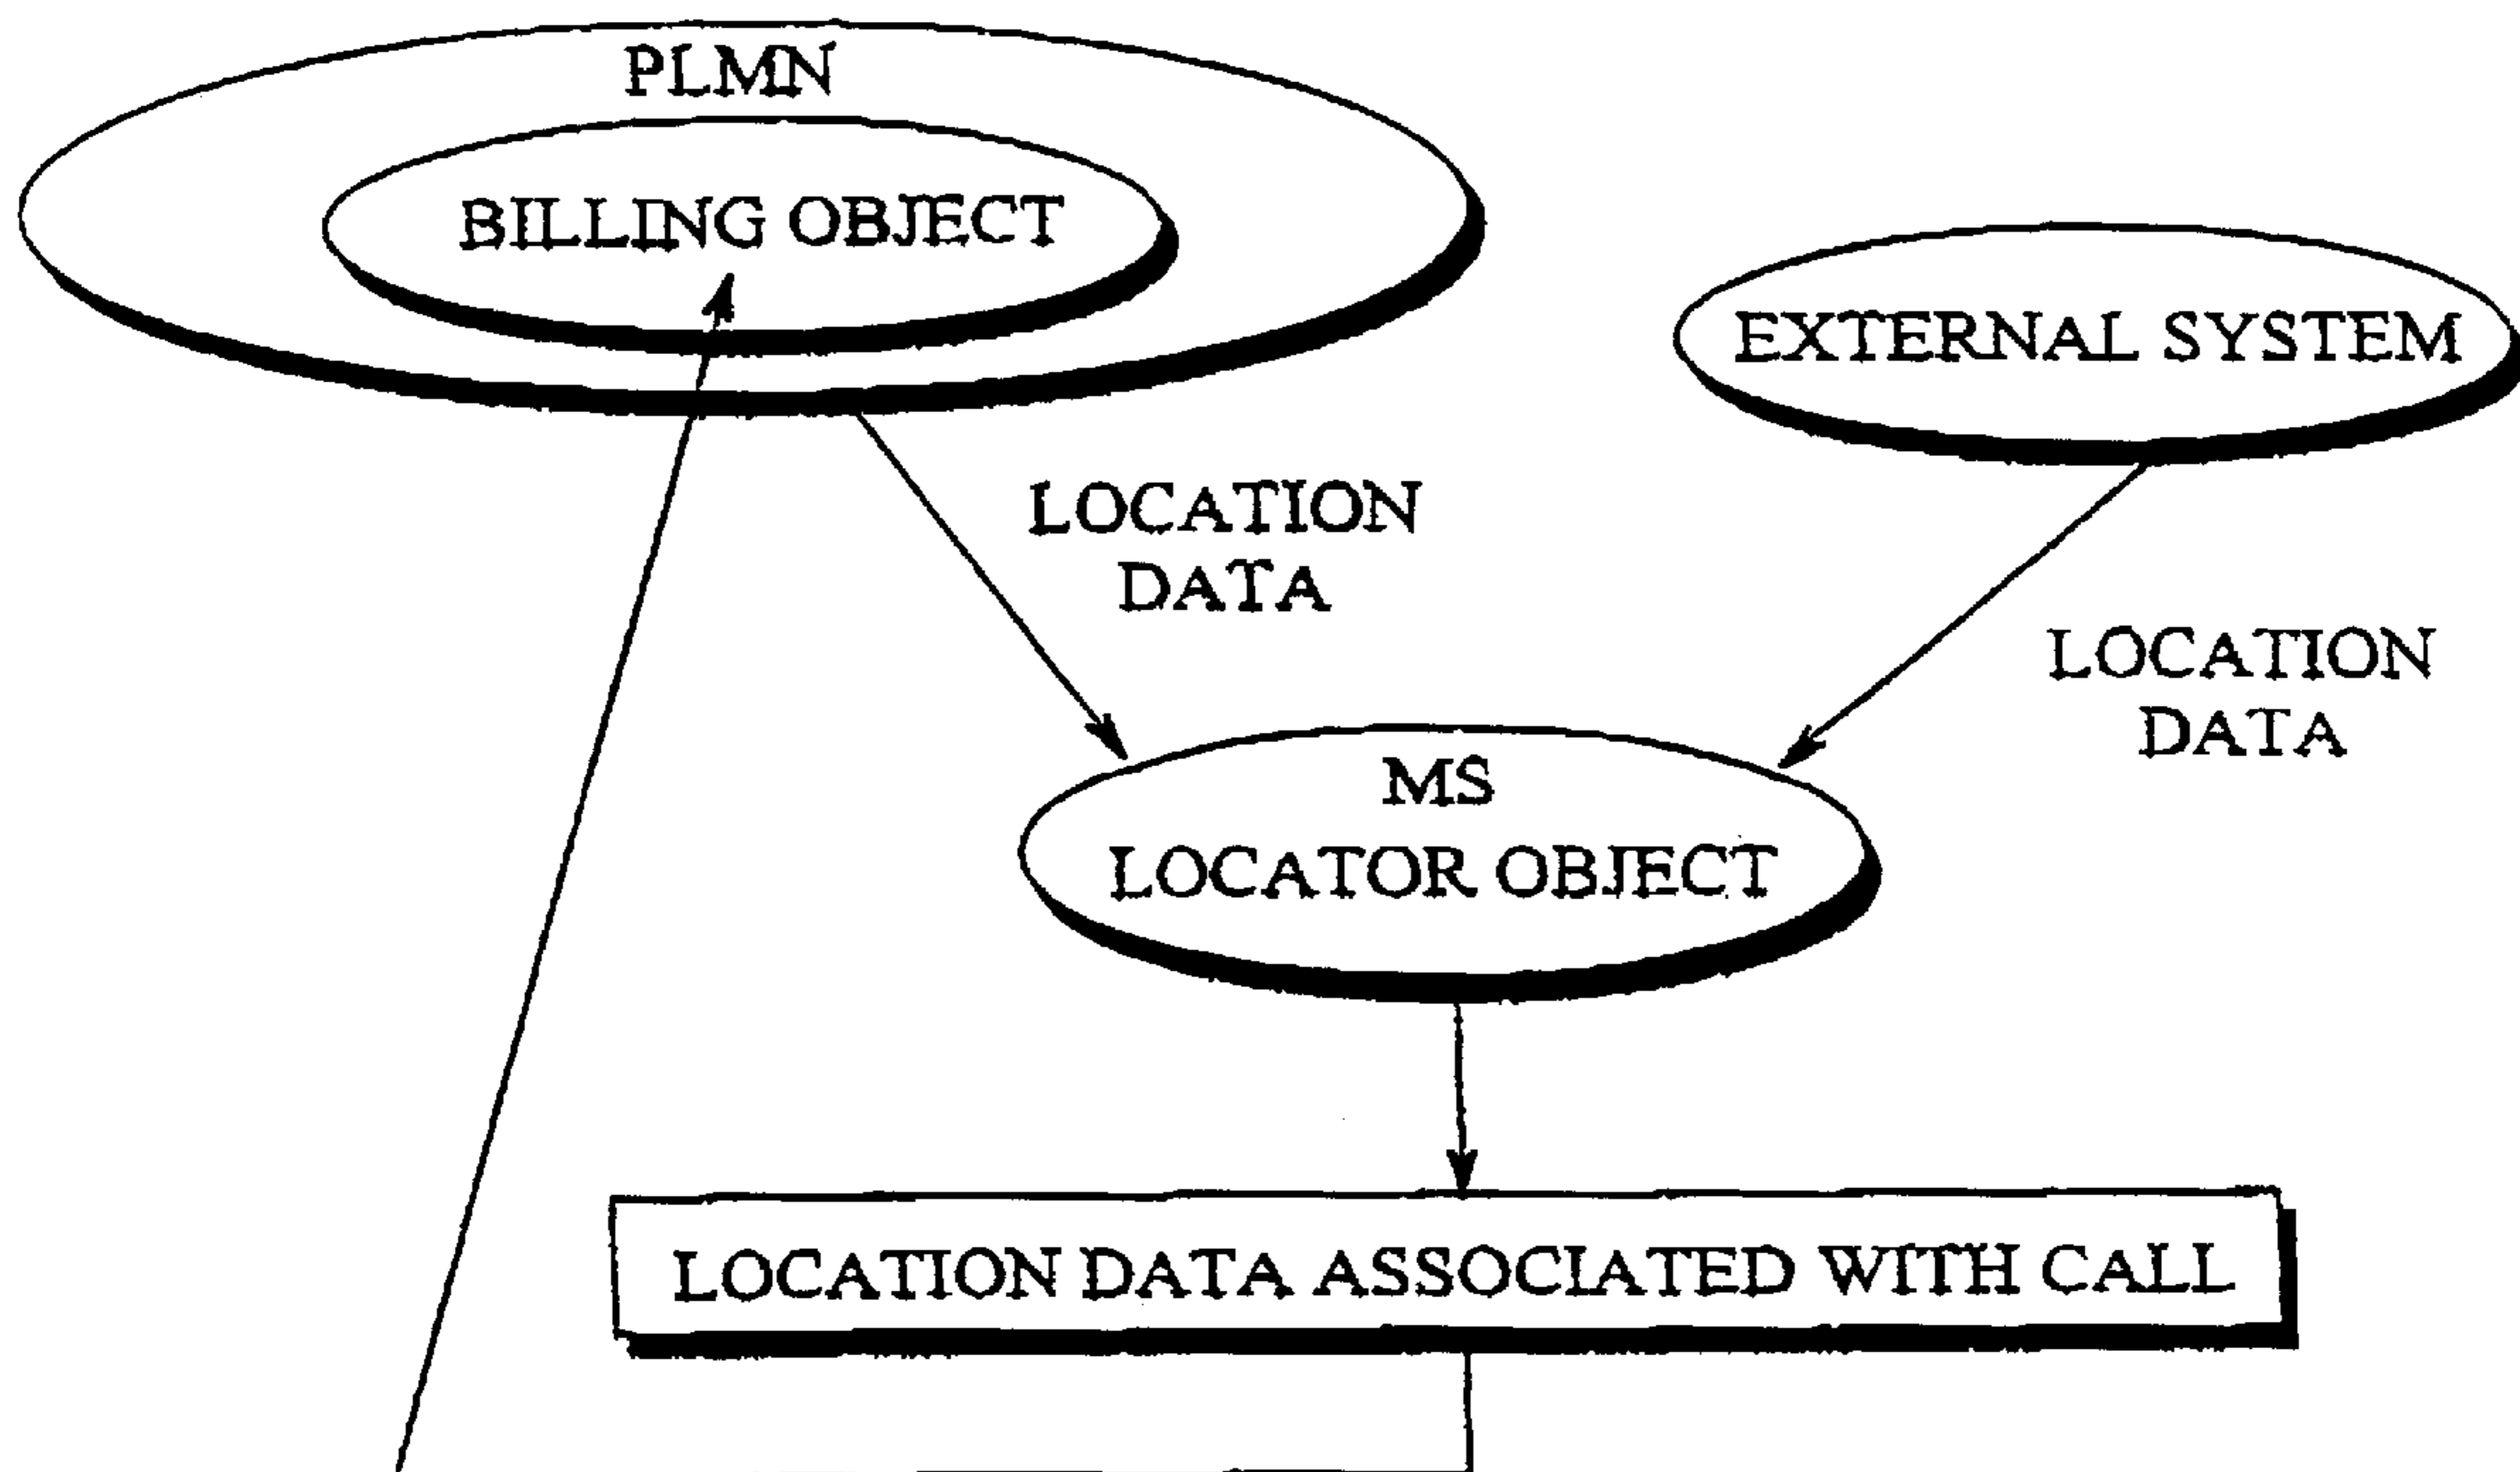 PLMN
BILLING OBJECT
EXTERNAL SYSTEM
LOCATION
DATA
LOCATION
DATA
MS
LOCATOR OBJECT
LOCATION DATA ASSOCIATED WITH CALL